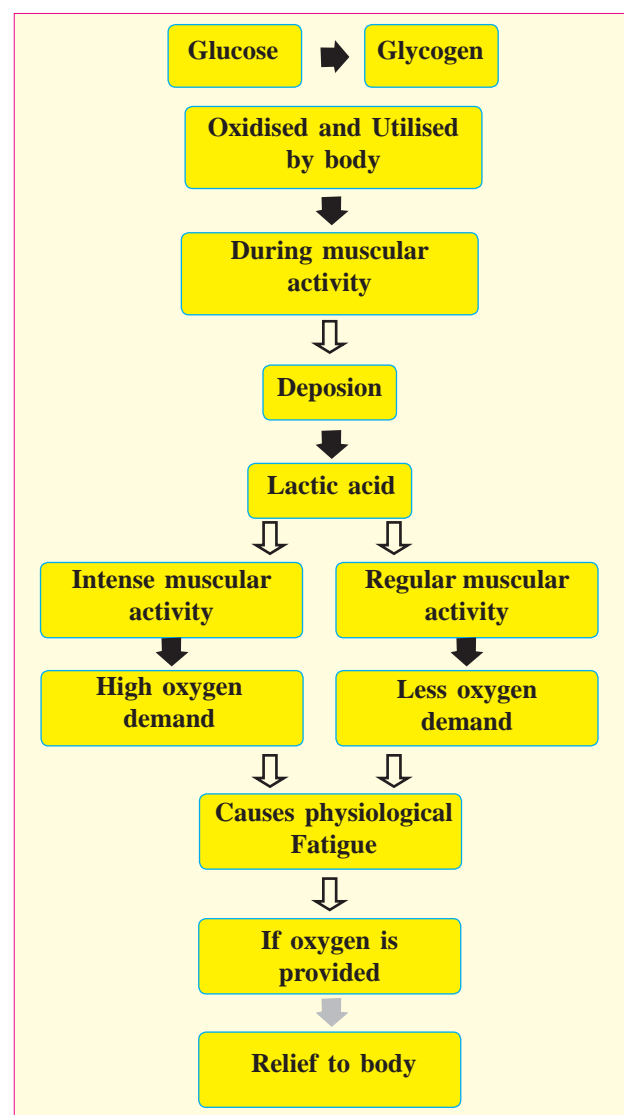 Glucose
Glycogen
Oxidised and Utilised
by body
During muscular
activity
Deposion
Lactic acid
Intense muscular
activity
Regular muscular
activity
High oxygen
demand
Less oxygen
demand
Causes physiological
Fatigue
If oxygen is
provided
Relief to body